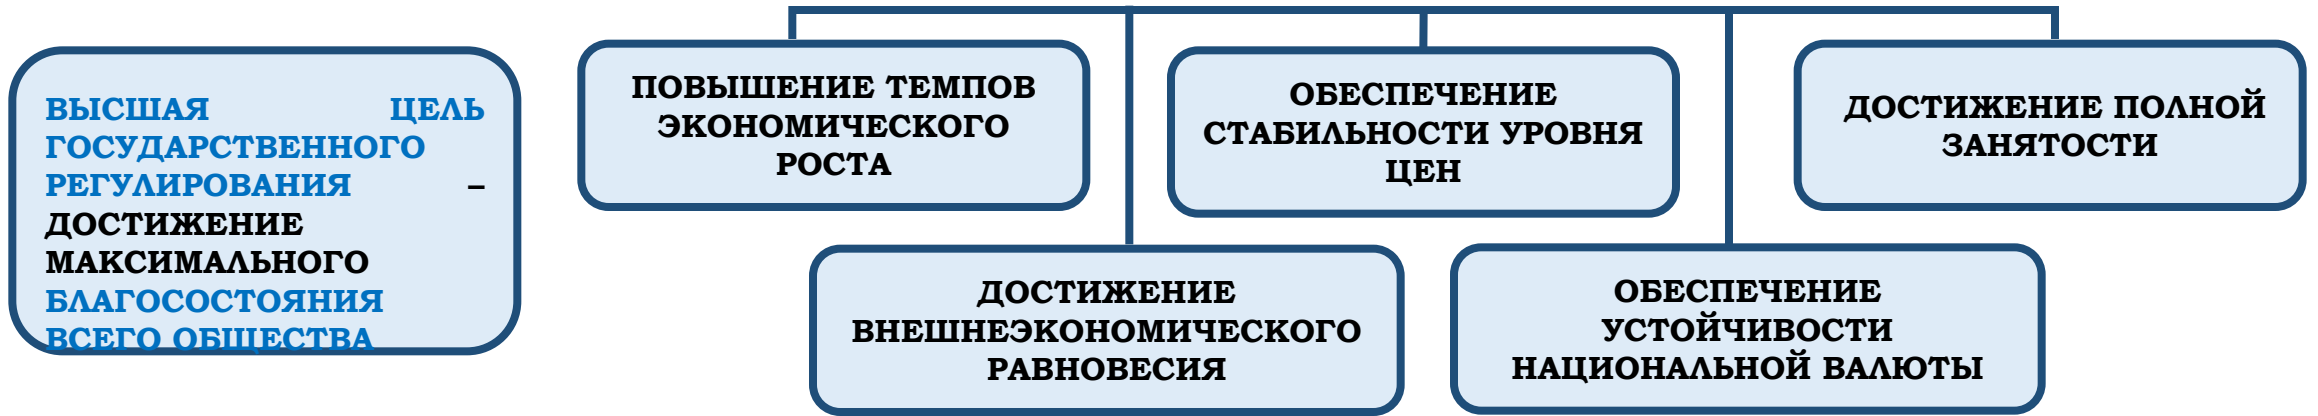 ВЫСШАЯ ЦЕЛЬ
ГОСУДАРСТВЕННОГО
РЕГУЛИРОВАНИЯ –
ДОСТИЖЕНИЕ
МАКСИМАЛЬНОГО
БЛАГОСОСТОЯНИЯ
ВСЕГО ОБЩЕСТВА
ПОВЫШЕНИЕ ТЕМПОВ
ЭКОНОМИЧЕСКОГО
РОСТА
ОБЕСПЕЧЕНИЕ
СТАБИЛЬНОСТИ УРОВНЯ
ЦЕН
ДОСТИЖЕНИЕ ПОЛНОЙ
ЗАНЯТОСТИ
ДОСТИЖЕНИЕ
ВНЕШНЕЭКОНОМИЧЕСКОГО
РАВНОВЕСИЯ
ОБЕСПЕЧЕНИЕ
УСТОЙЧИВОСТИ
НАЦИОНАЛЬНОЙ ВАЛЮТЫ